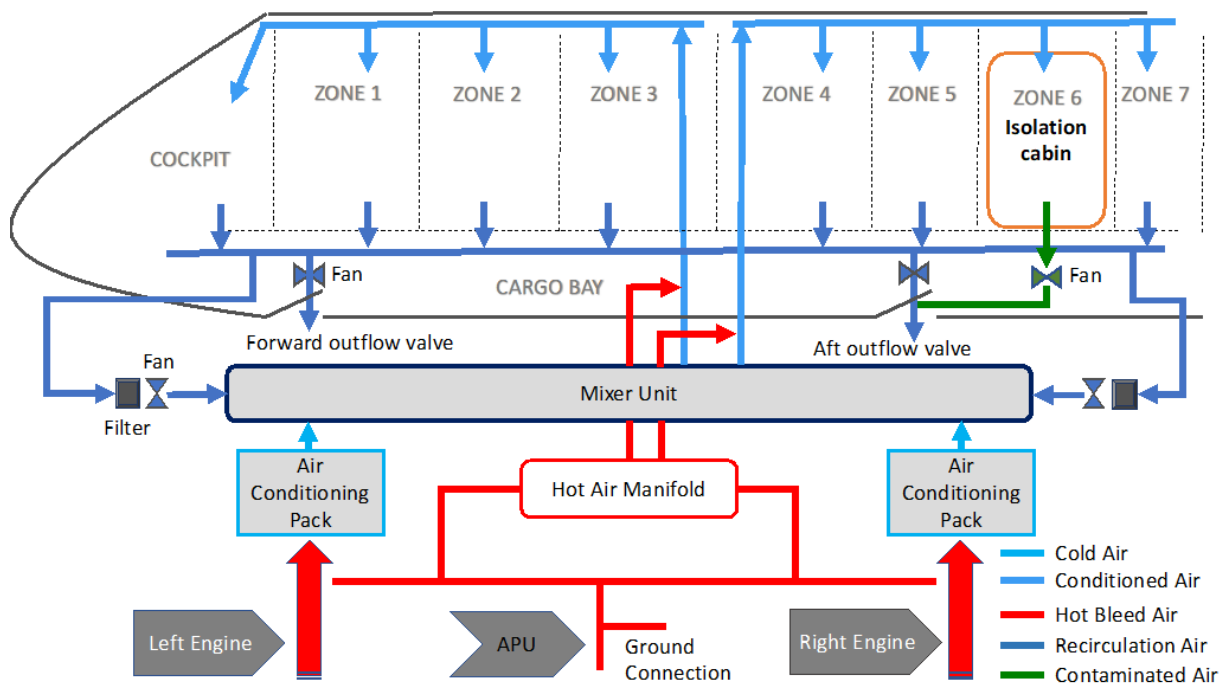 ZONE 1
ZONE 2
ZONE 3
ZONE 4
ZONE 5
ZONE 6
ZONE 7
Isolation
cabin
COCKPIT
Fan
CARGO BAY
Fan
Forward outflow valve
Aft outflow valve
Fan
Filter
Mixer Unit
Air
Conditioning
Pack
Hot Air Manifold
Air
Conditioning
Pack
Cold Air
Conditioned Air
Hot Bleed Air
Recirculation Air
Contaminated Air
Left Engine
APU
Ground
Connection
Right Engine